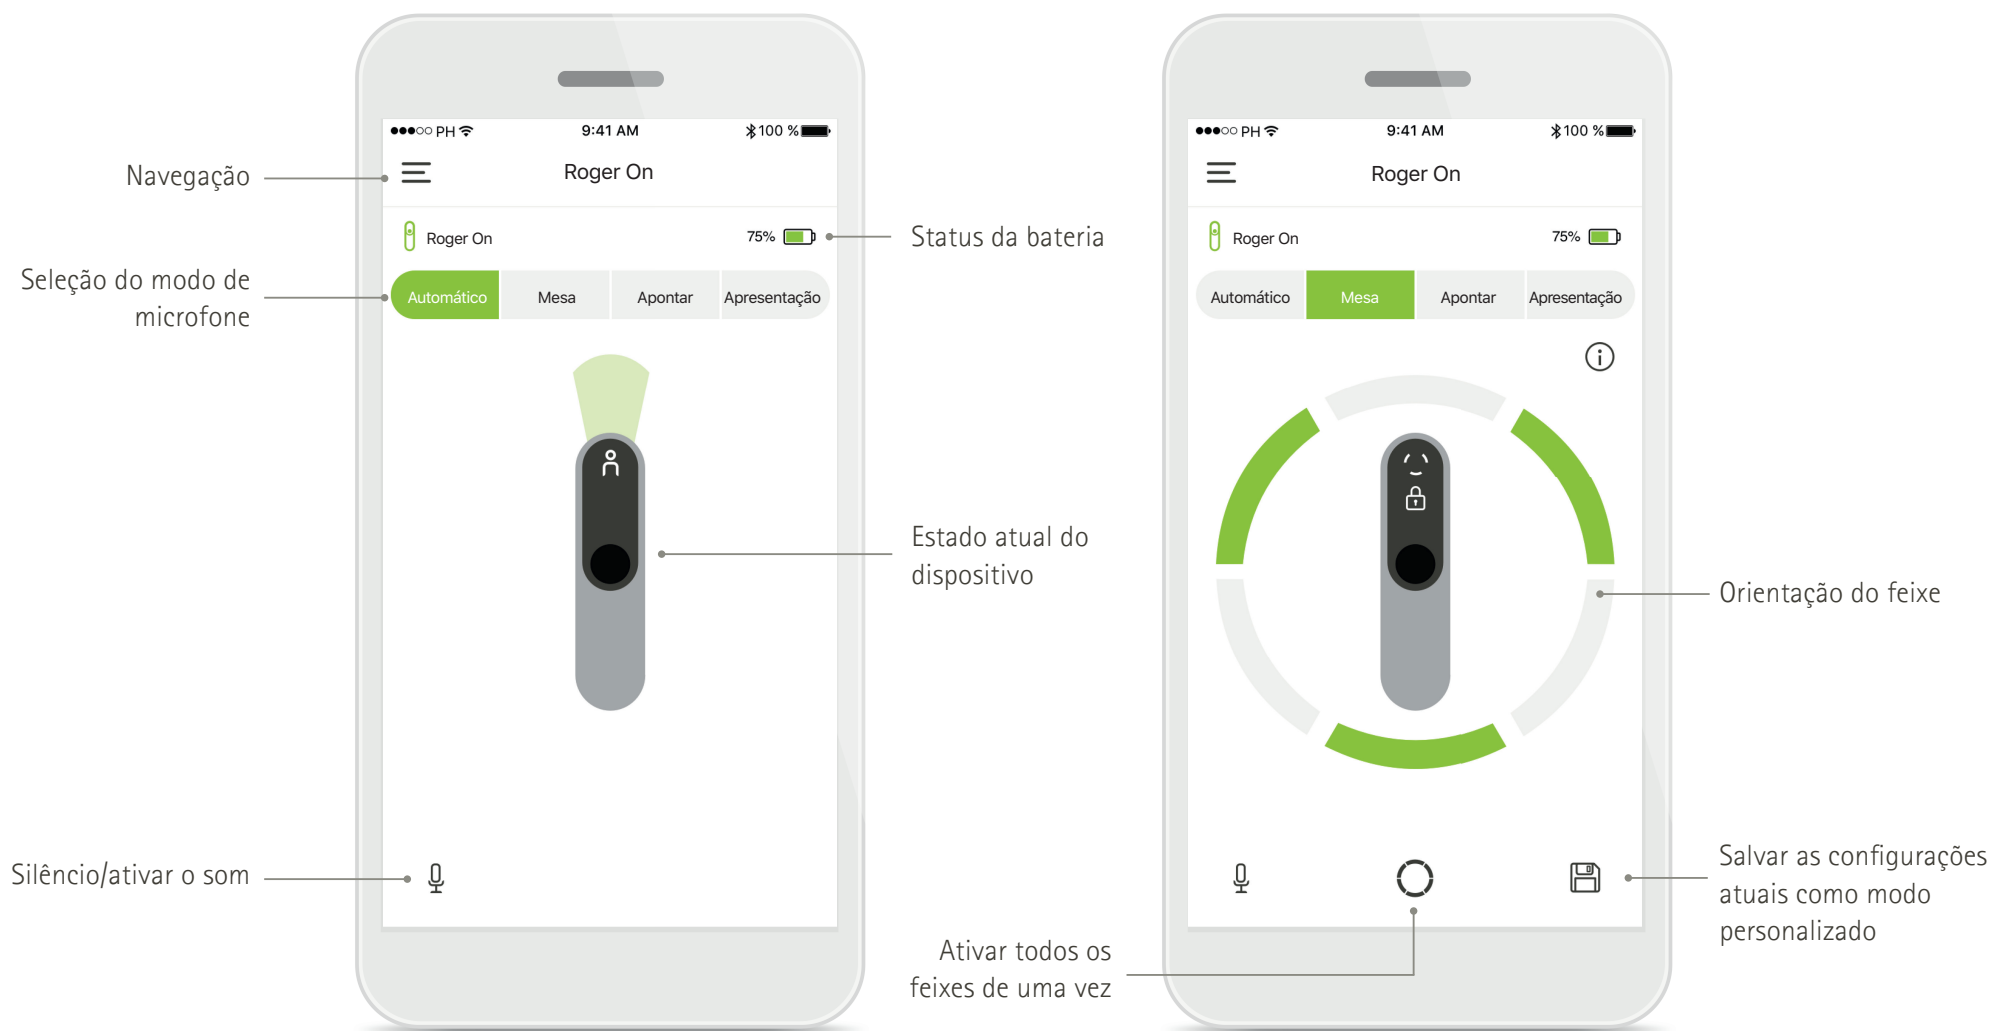 PH
9:41 AM
100 %
Navegação
Roger On
Roger On
75%
Status da bateria
Seleção do modo de
microfone
Automático
Mesa
Apontar
Apresentação
Estado atual do
dispositivo
Silêncio/ativar o som
PH
9:41 AM
100 %
Roger On
Roger On
75%
Automático
Mesa
Apontar
Apresentação
Orientação do feixe
Salvar as configurações
atuais como modo
personalizado
Ativar todos os
feixes de uma vez